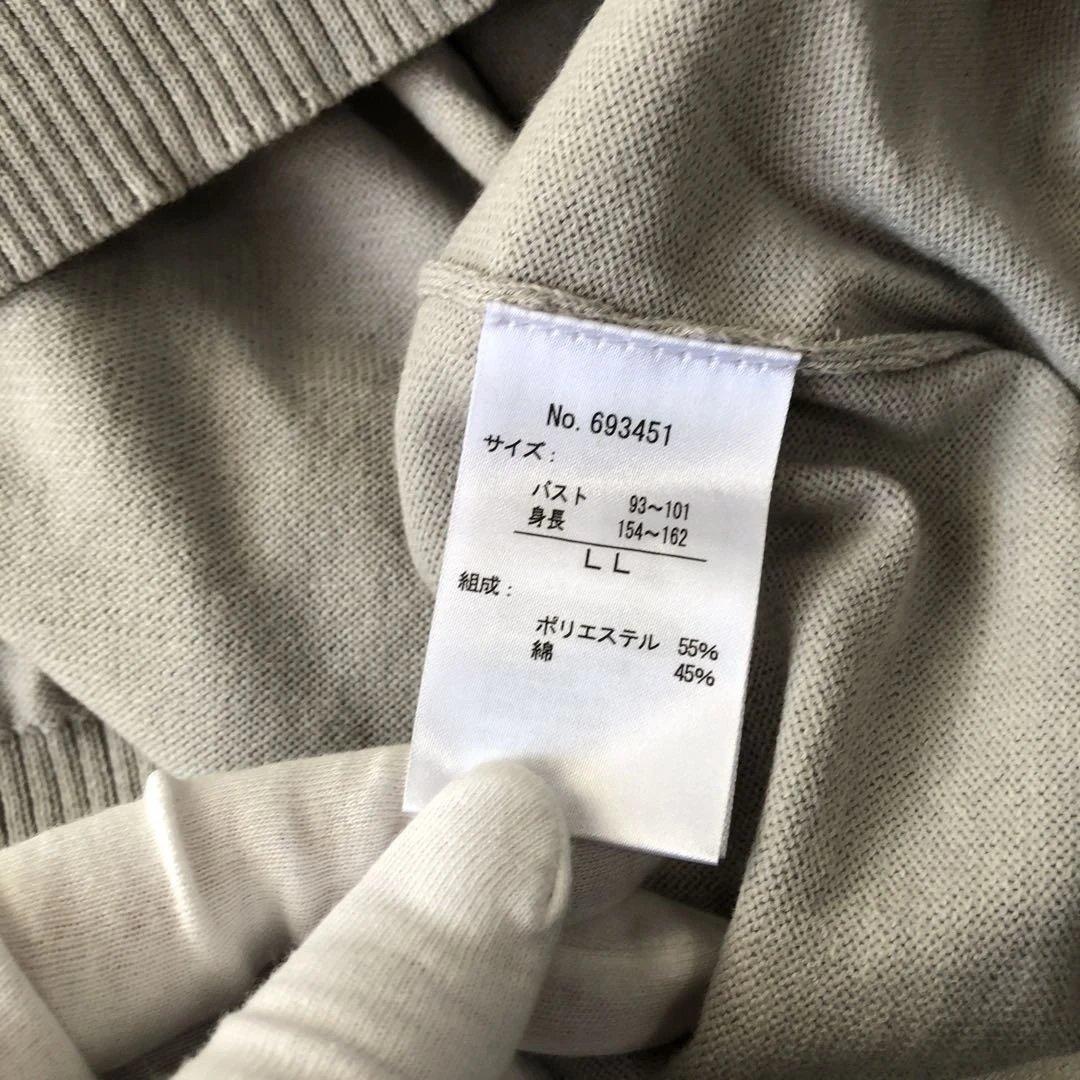 No. 693451
サイズ：
バスト 93～101
身長 154～162
LL
組成：
ポリエステル 55%
綿 45%